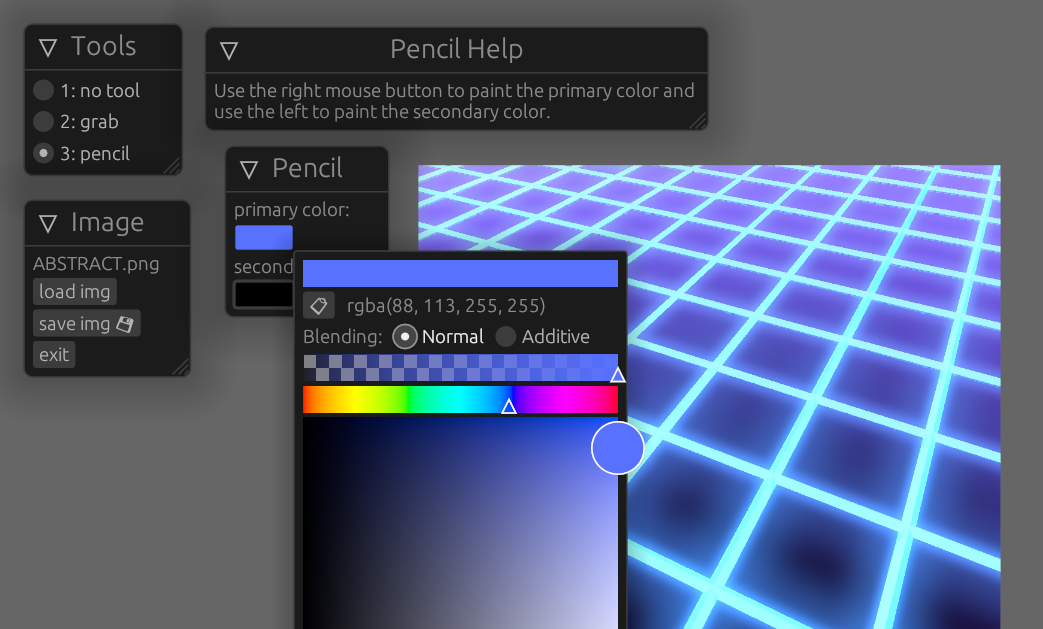 Tools
1: no tool
2: grab
3: pencil
Pencil Help
Use the right mouse button to paint the primary color and
use the left to paint the secondary color.
Image
ABSTRACT.png
load img
save img 💾
exit
Pencil
primary color:
second
rgba(88, 113, 255, 255)
Blending: Normal Additive